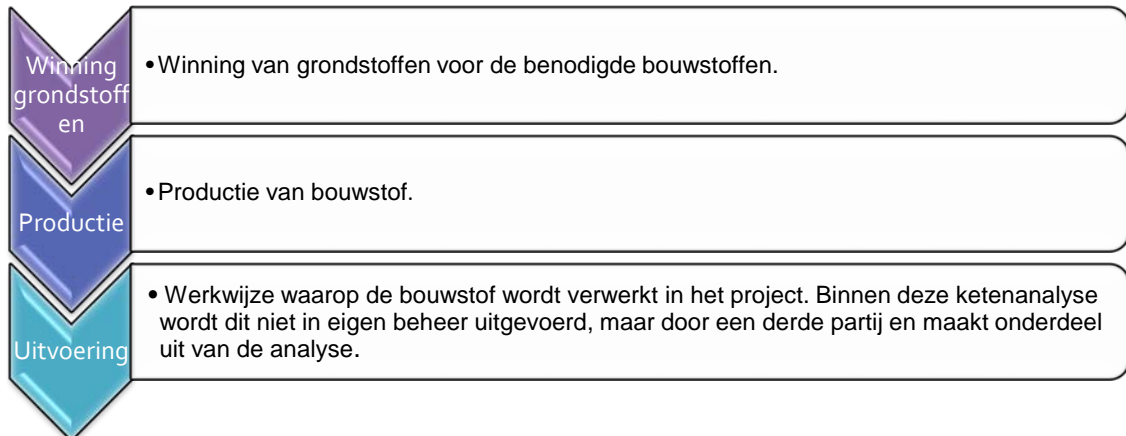 Winning
grondstoff
en
•Winning van grondstoffen voor de benodigde bouwstoffen.
Productie
•Productie van bouwstof.
Uitvoering
• Werkwijze waarop de bouwstof wordt verwerkt in het project. Binnen deze ketenanalyse
wordt dit niet in eigen beheer uitgevoerd, maar door een derde partij en maakt onderdeel
uit van de analyse.